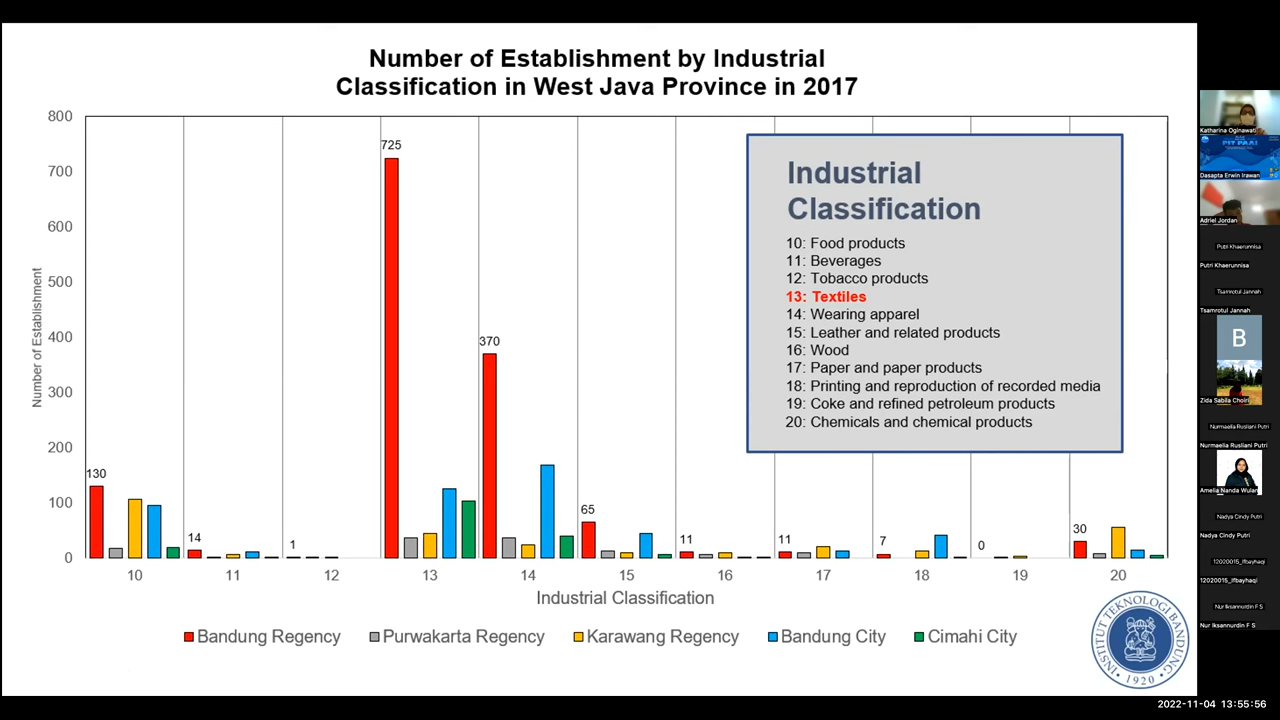 Number of Establishment by Industrial
Classification in West Java Province in 2017
800
700
600
500
400
300
200
100
0
Number of Establishment
130
14
1
725
370
65
11
11
7
0
30
10
11
12
13
14
15
16
17
18
19
20
Industrial Classification
Industrial
Classification
10: Food products
11: Beverages
12: Tobacco products
13: Textiles
14: Wearing apparel
15: Leather and related products
16: Wood
17: Paper and paper products
18: Printing and reproduction of recorded media
19: Coke and refined petroleum products
20: Chemicals and chemical products
Bandung Regency
Purwakarta Regency
Karawang Regency
Bandung City
Cimahi City
INSTITUT TEKNOLOGI BANDUNG
1920
Katharina Oginawati
PIT PAAI
Dasapta Erwin Irawan
Adriel Jordan
Putri Khaerunnisa
Putri Khaerunnisa
Tsamrotul Jannah
Tsamrotul Jannah
B
Zida Sabila Choiri
Nurmaelia Rusliani Putri
Nurmaelia Rusliani Putri
Amelia Nanda Wulan
Nadya Cindy Putri
Nadya Cindy Putri
12020015_Ifbayhaqi
12020015_Ifbayhaqi
Nur Iksannurdin F S
Nur Iksannurdin F S
2022-11-04 13:55:56